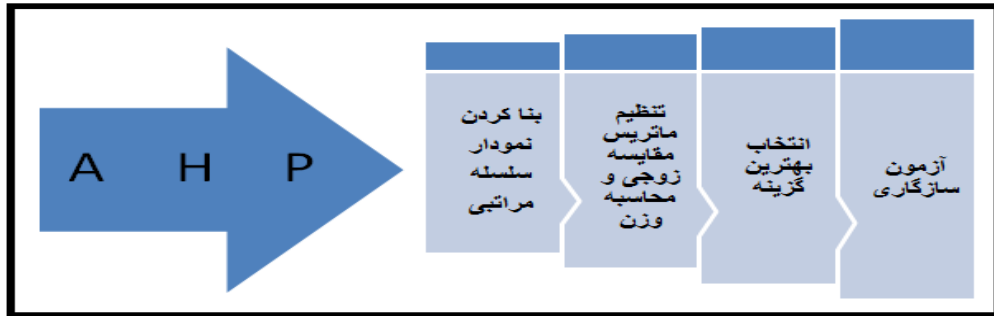 A H P
بنا کردن
نمودار
سلسله
مراتبی
تنظیم
ماتریس
مقایسه
زوجی و
محاسبه
وزن
انتخاب
بهترین
گزینه
آزمون
سازگاری